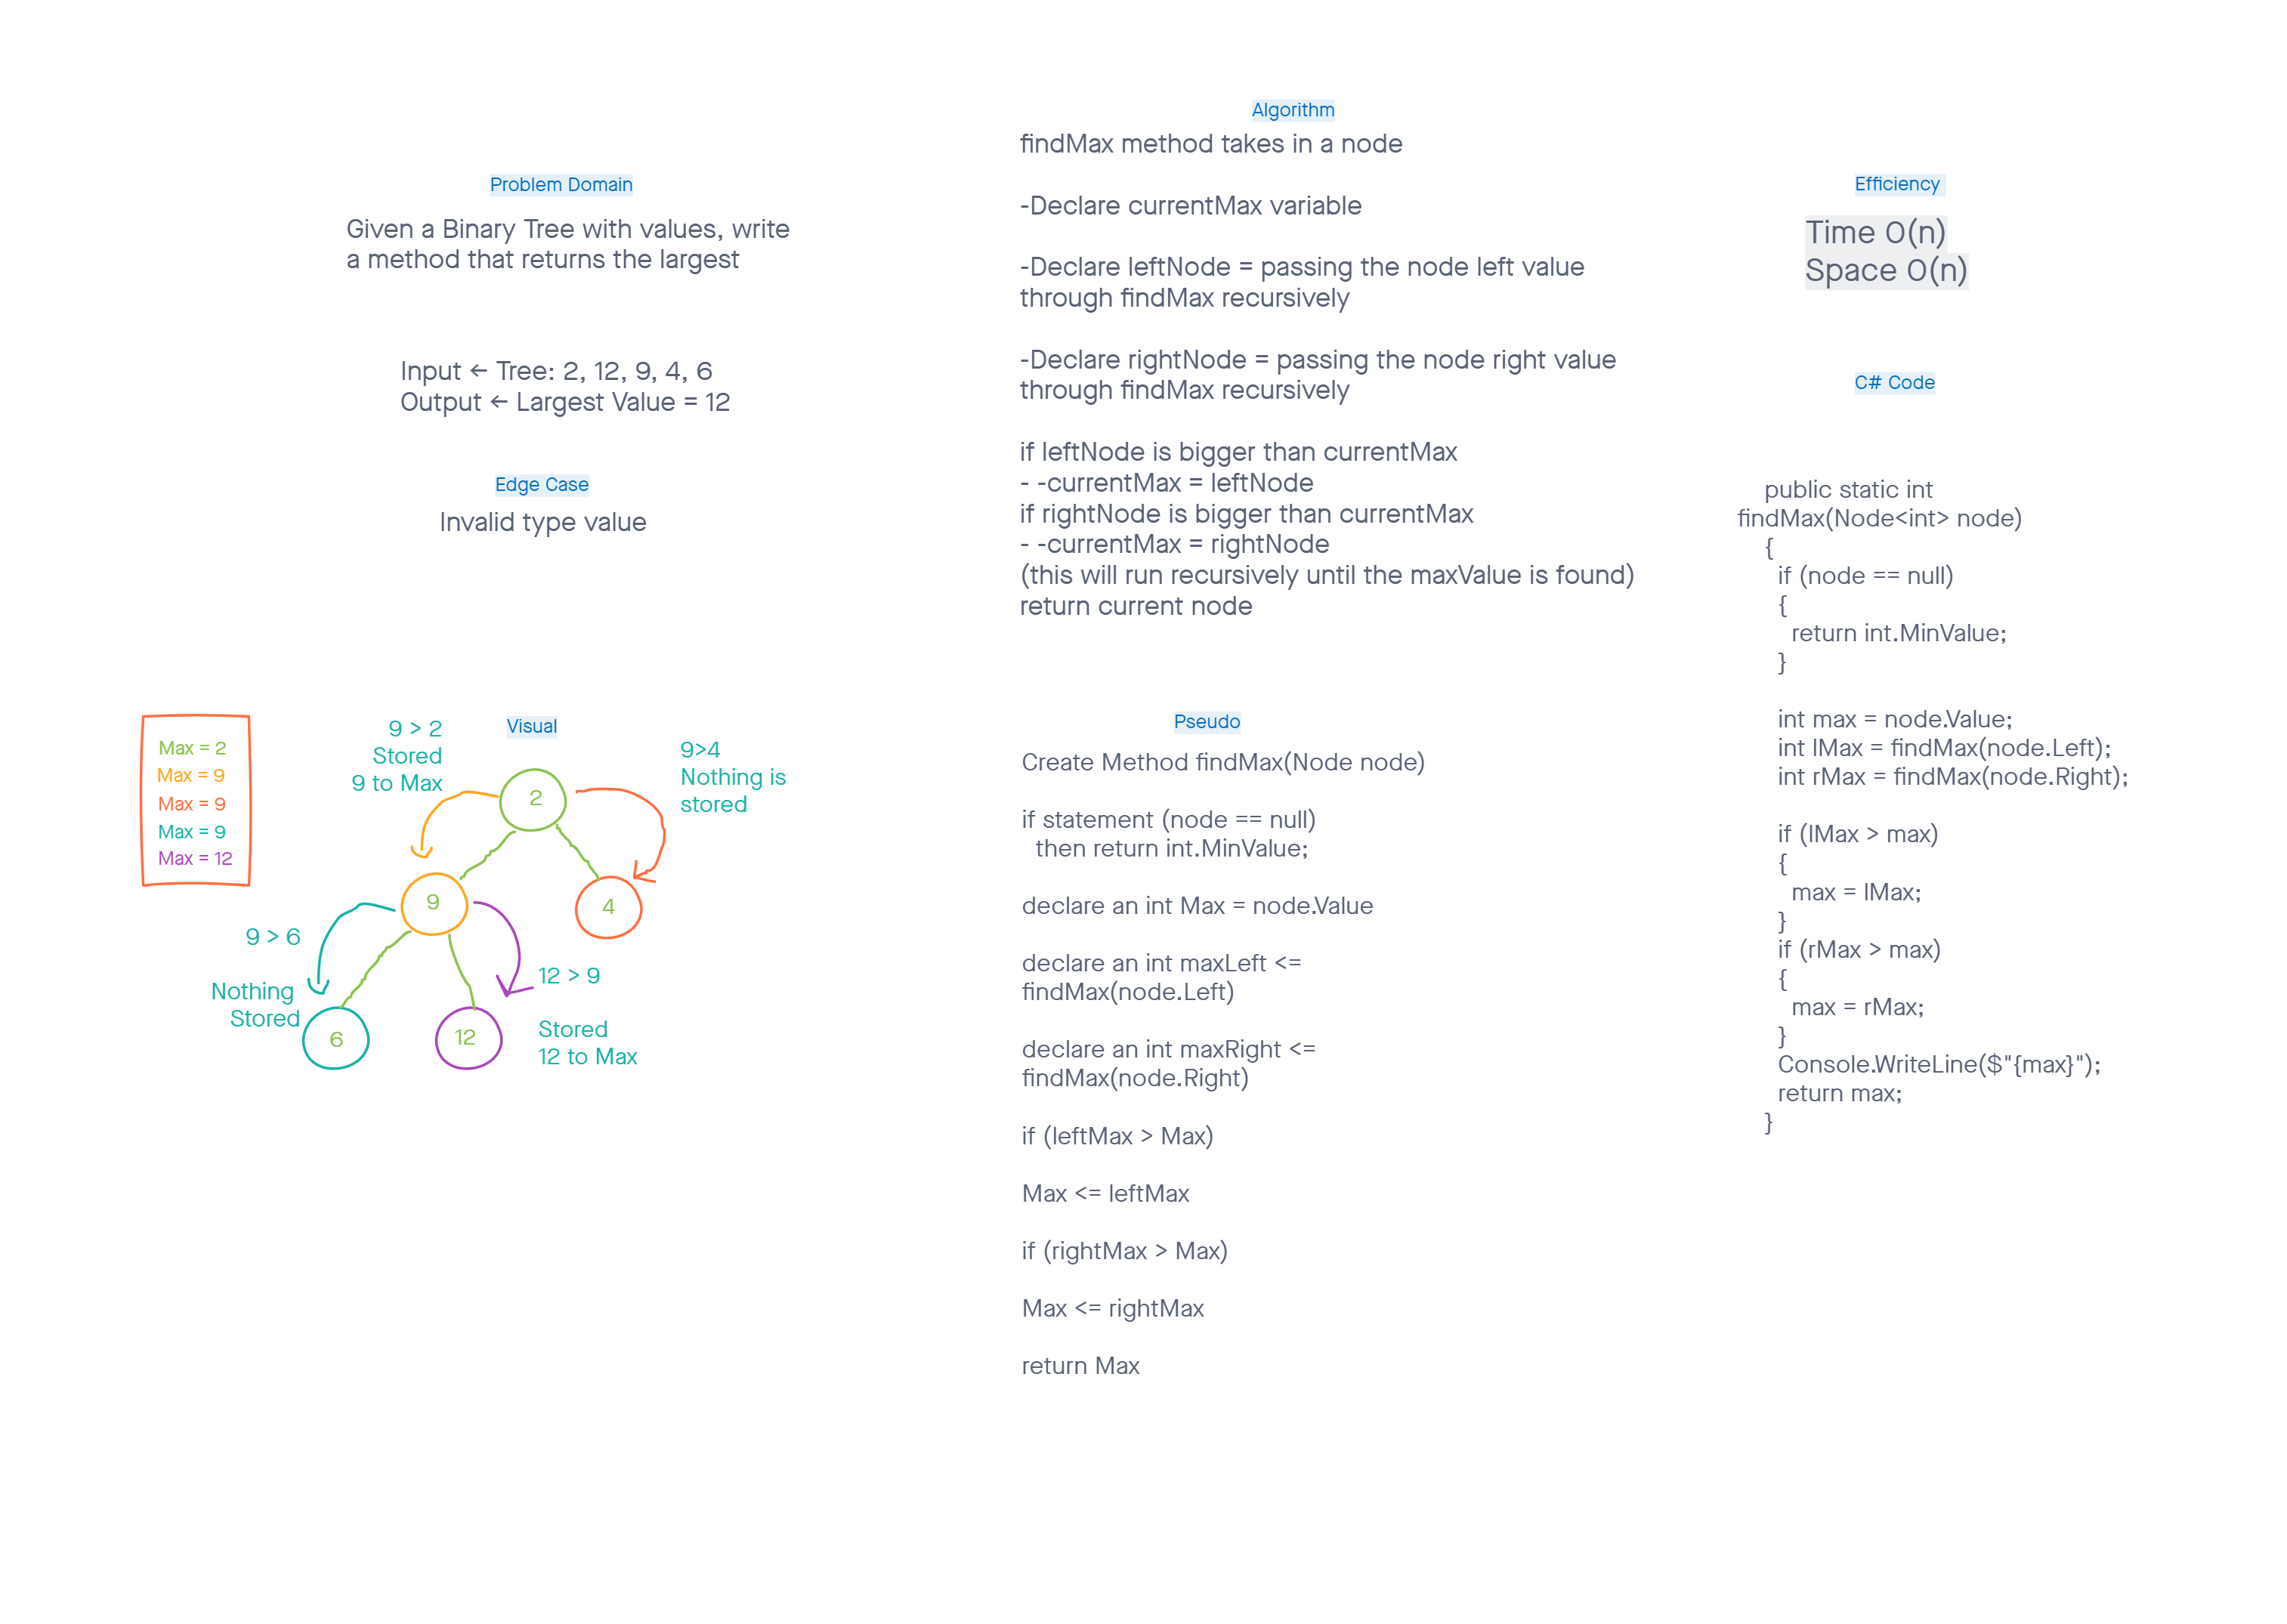 Problem Domain
Given a Binary Tree with values, write
a method that returns the largest
Input ← Tree: 2, 12, 9, 4, 6
Output ← Largest Value = 12
Edge Case
Invalid type value
Visual
Max = 2
Max = 9
Max = 9
Max = 9
Max = 12
9 > 2
Stored
9 to Max
9>4
Nothing is
stored
2
9
4
9 > 6
Nothing
Stored
12 > 9
Stored
12 to Max
6
12
Algorithm
findMax method takes in a node
-Declare currentMax variable
-Declare leftNode = passing the node left value
through findMax recursively
-Declare rightNode = passing the node right value
through findMax recursively
if leftNode is bigger than currentMax
- -currentMax = leftNode
if rightNode is bigger than currentMax
- -currentMax = rightNode
(this will run recursively until the maxValue is found)
return current node
Pseudo
Create Method findMax(Node node)
if statement (node == null)
then return int.MinValue;
declare an int Max = node.Value
declare an int maxLeft <=
findMax(node.Left)
declare an int maxRight <=
findMax(node.Right)
if (leftMax > Max)
Max <= leftMax
if (rightMax > Max)
Max <= rightMax
return Max
Efficiency
Time O(n)
Space O(n)
C# Code
public static int
findMax(Node<int> node)
{
if (node == null)
{
return int.MinValue;
}
int max = node.Value;
int lMax = findMax(node.Left);
int rMax = findMax(node.Right);
if (lMax > max)
{
max = lMax;
}
if (rMax > max)
{
max = rMax;
}
Console.WriteLine($"{max}");
return max;
}